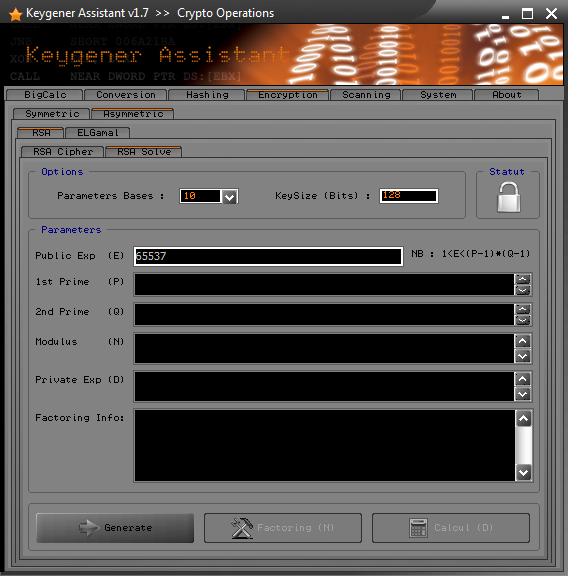 Keygener Assistant v1.7 >> Crypto Operations
JNB SHORT 006A21BA
Keygener Assistant
CALL NEAR DWORD PTR DS:[EBX]
BigCalc Conversion Hashing Encryption Scanning System About
Symmetric Asymmetric
RSA ELGamal
RSA Cipher RSA Solve
Options Statut
Parameters Bases : 10 KeySize (Bits) : 128
Parameters
Public Exp (E) 65537 NB : 1<E<(P-1)*(Q-1)
1st Prime (P)
2nd Prime (Q)
Modulus (N)
Private Exp (D)
Factoring Info:
Generate Factoring (N) Calcul (D)